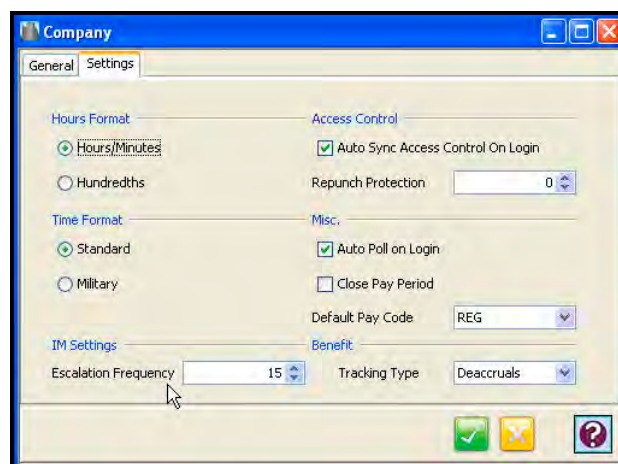 Company
General Settings
Hours Format
Hours/Minutes
Hundredths
Access Control
Auto Sync Access Control On Login
Repunch Protection 0
Time Format
Standard
Military
Misc.
Auto Poll on Login
Close Pay Period
Default Pay Code REG
IM Settings
Escalation Frequency 15
Benefit
Tracking Type Deaccruals
?